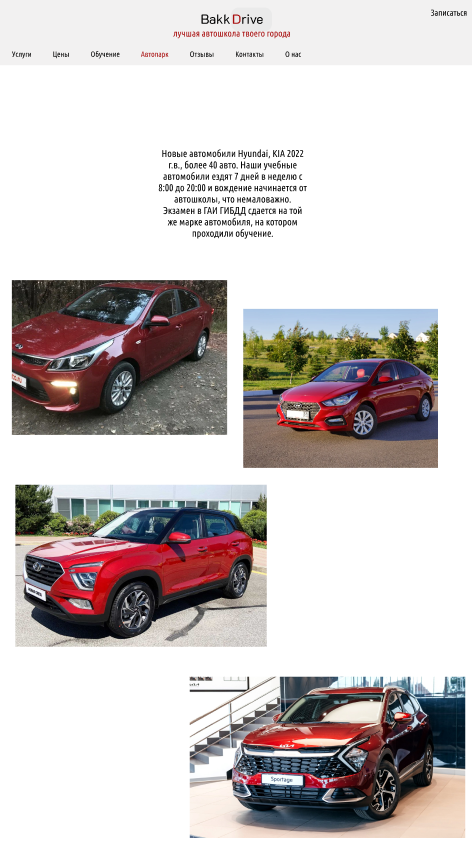 Записаться
Bakk Drive
лучшая автошкола твоего города
Услуги Цены Обучение Автопарк Отзывы Контакты О нас
Новые автомобили Hyundai, KIA 2022
г.в., более 40 авто. Наши учебные
автомобили ездят 7 дней в неделю с
8:00 до 20:00 и вождение начинается от
автошколы, что немаловажно.
Экзамен в ГАИ ГИБДД сдается на той
же марке автомобиля, на котором
проходили обучение.
Sportage